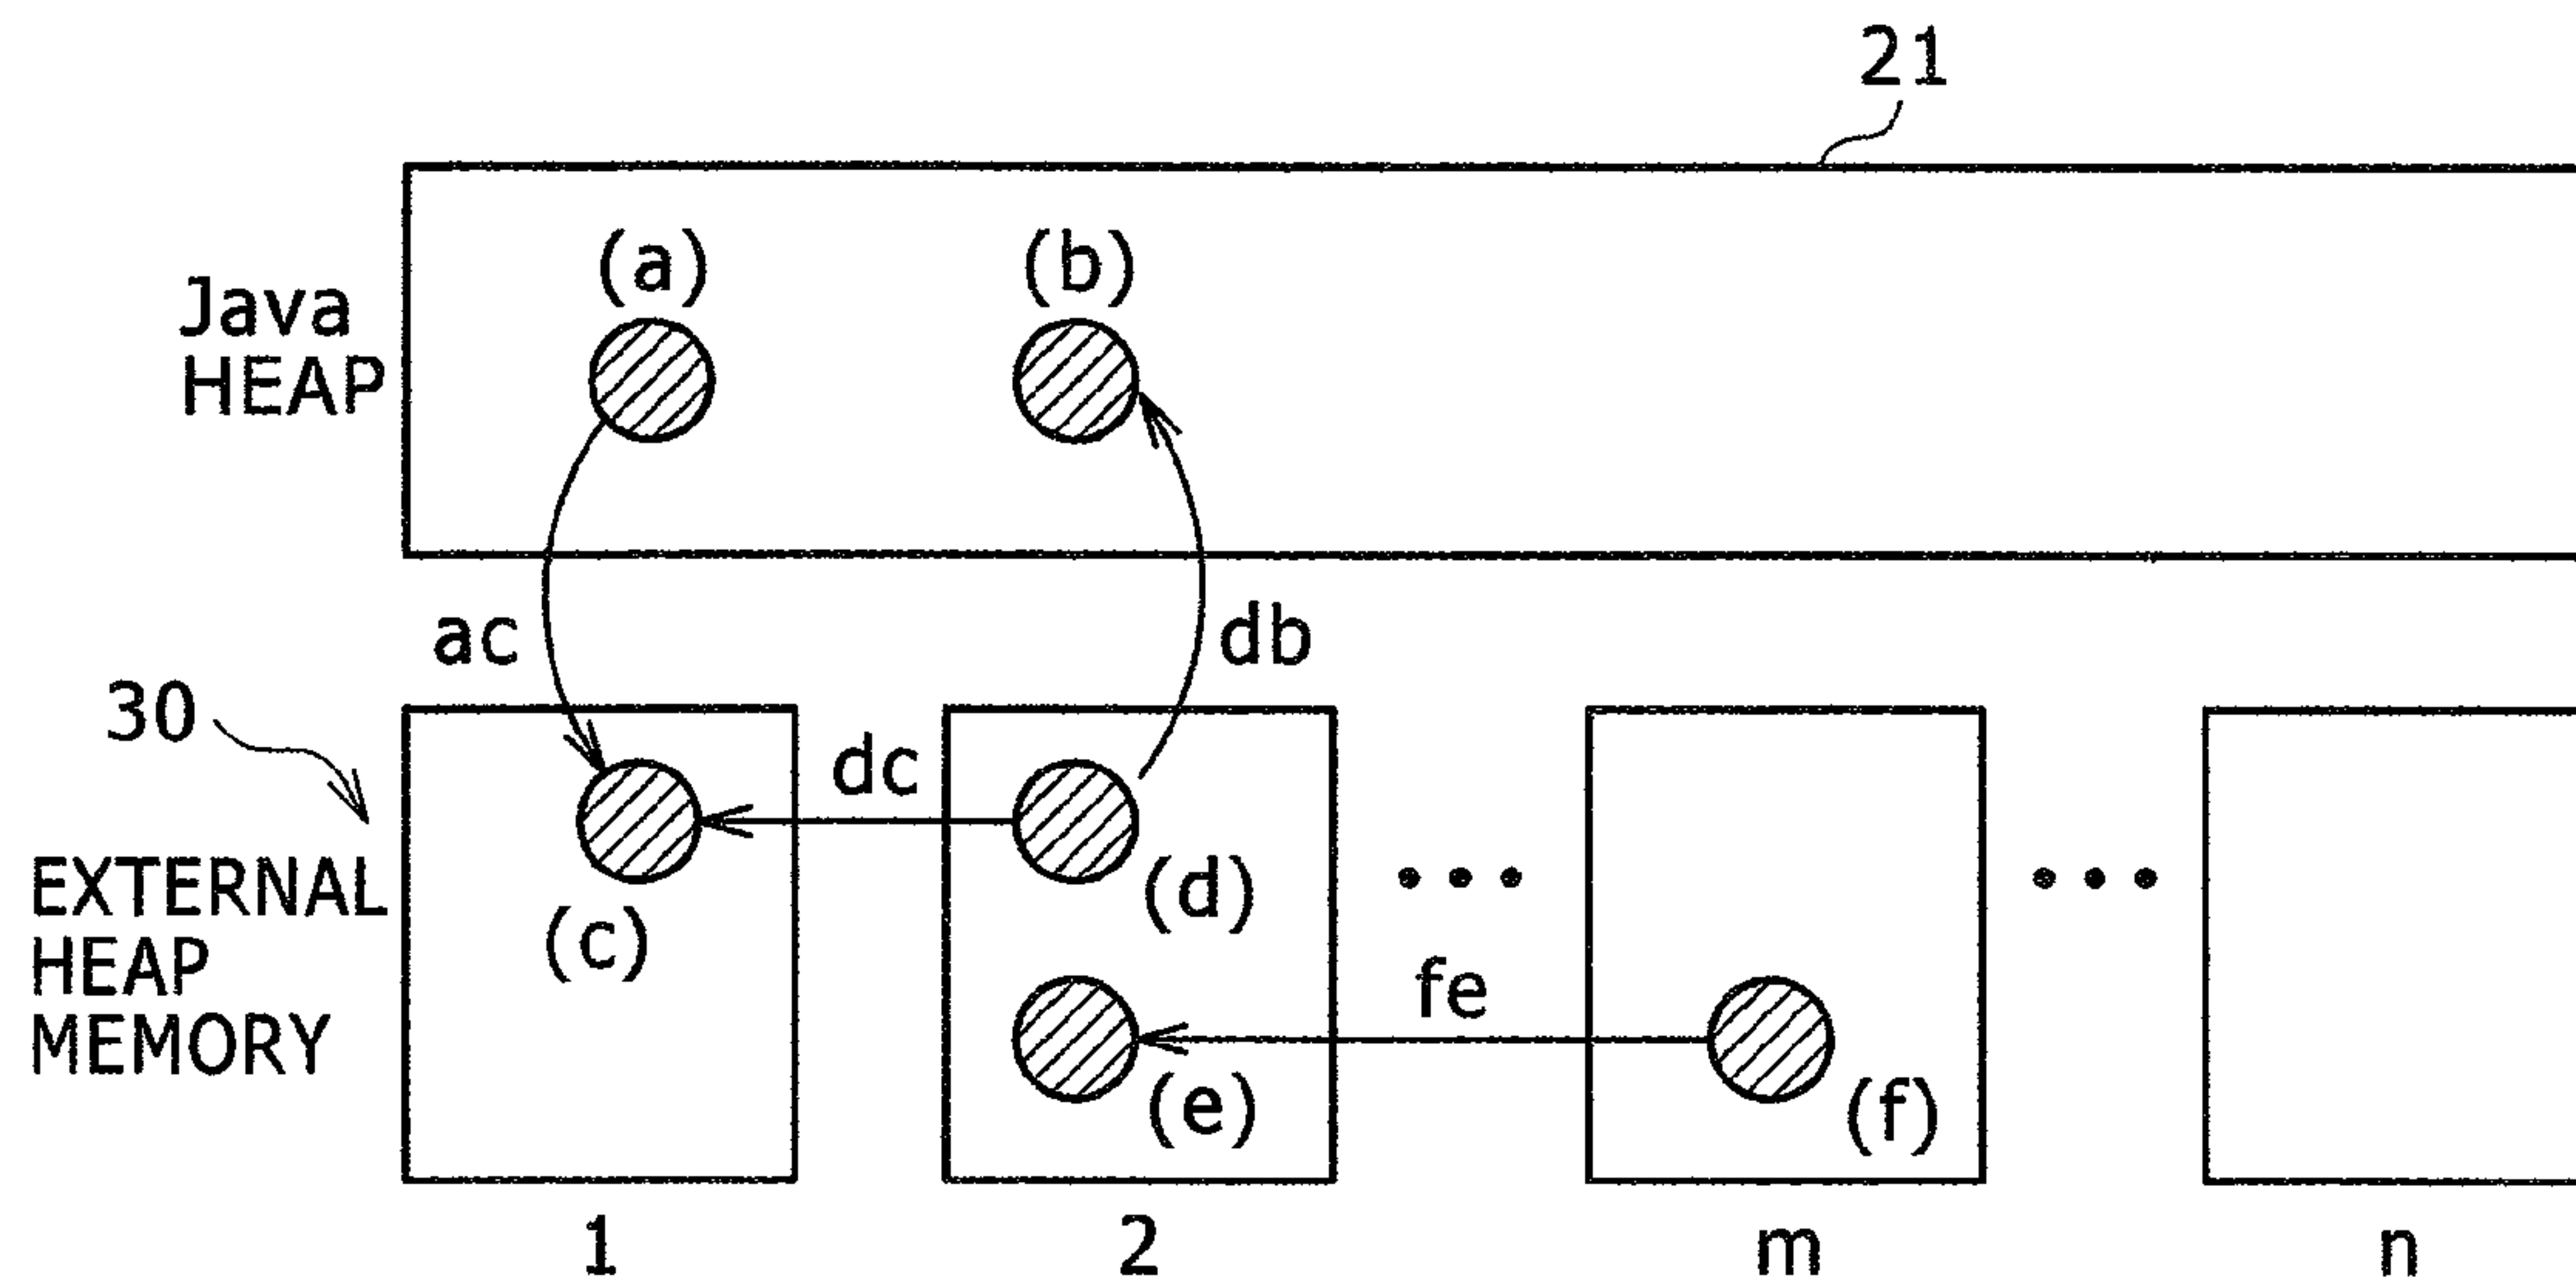 21
(a)
(b)
Java
HEAP
ac
db
30
dc
EXTERNAL
HEAP
MEMORY
(c)
(d)
fe
(e)
(f)
1
2
m
n